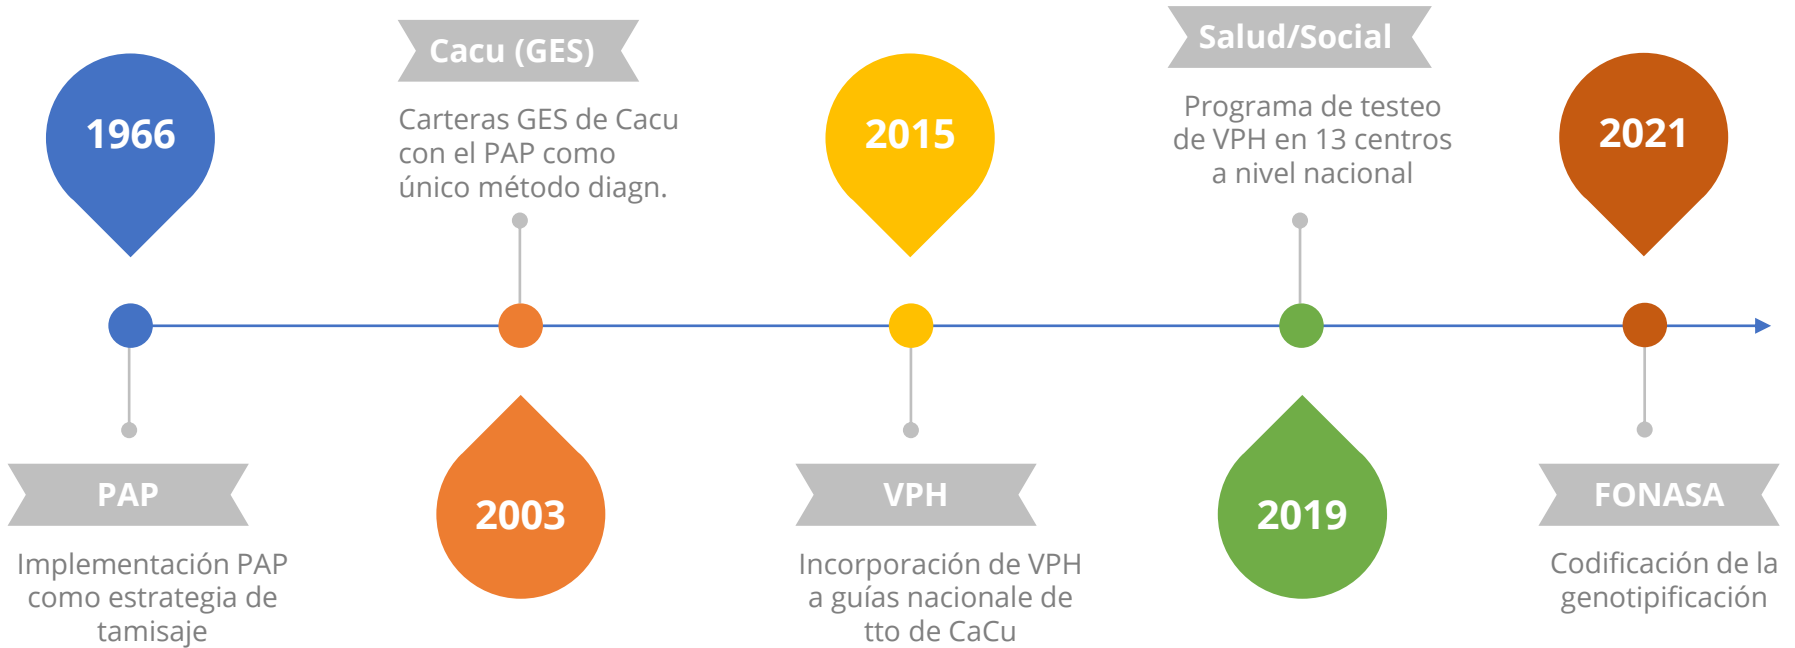 1966
PAP
Implementación PAP
como estrategia de
tamisaje
Cacu (GES)
Carteras GES de Cacu
con el PAP como
único método diagn.
2003
2015
VPH
Incorporación de VPH
a guías nacionale de
tto de CaCu
Salud/Social
Programa de testeo
de VPH en 13 centros
a nivel nacional
2019
2021
FONASA
Codificación de la
genotipificación